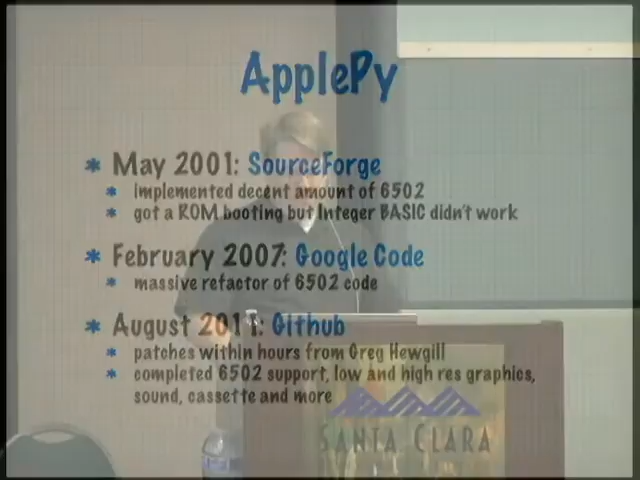 ApplePy
* May 2001: SourceForge
* implemented decent amount of 6502
* got a ROM booting but Integer BASIC didn't work
* February 2007: Google Code
* massive refactor of 6502 code
* August 2011: Github
* patches within hours from Greg Hewgill
* completed 6502 support, low and high res graphics,
sound, cassette and more
SANTA CLARA